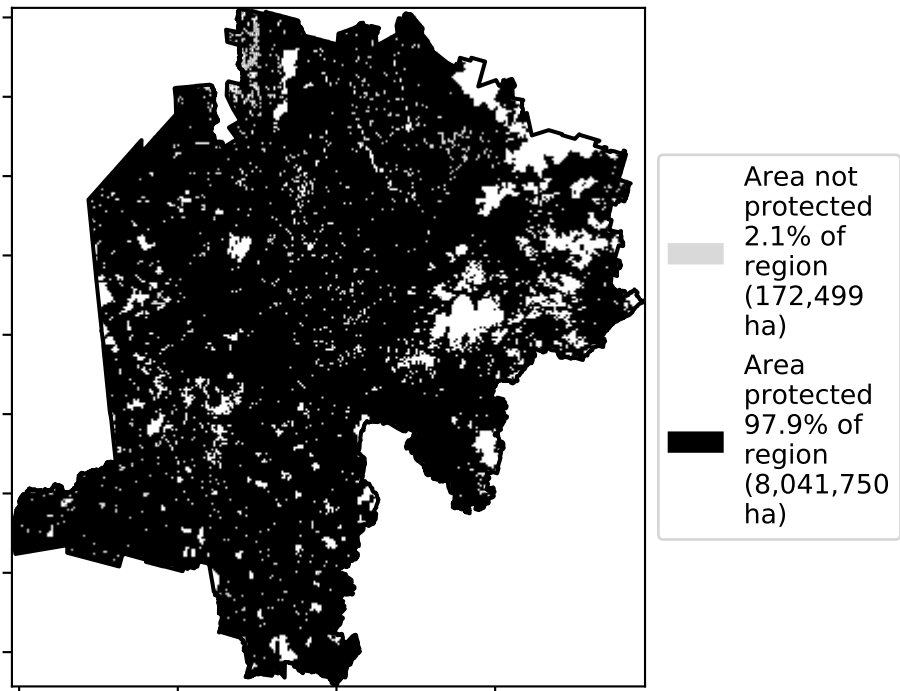 Area not
protected
2.1% of
region
(172,499
ha)
Area
protected
97.9% of
region
(8,041,750
ha)